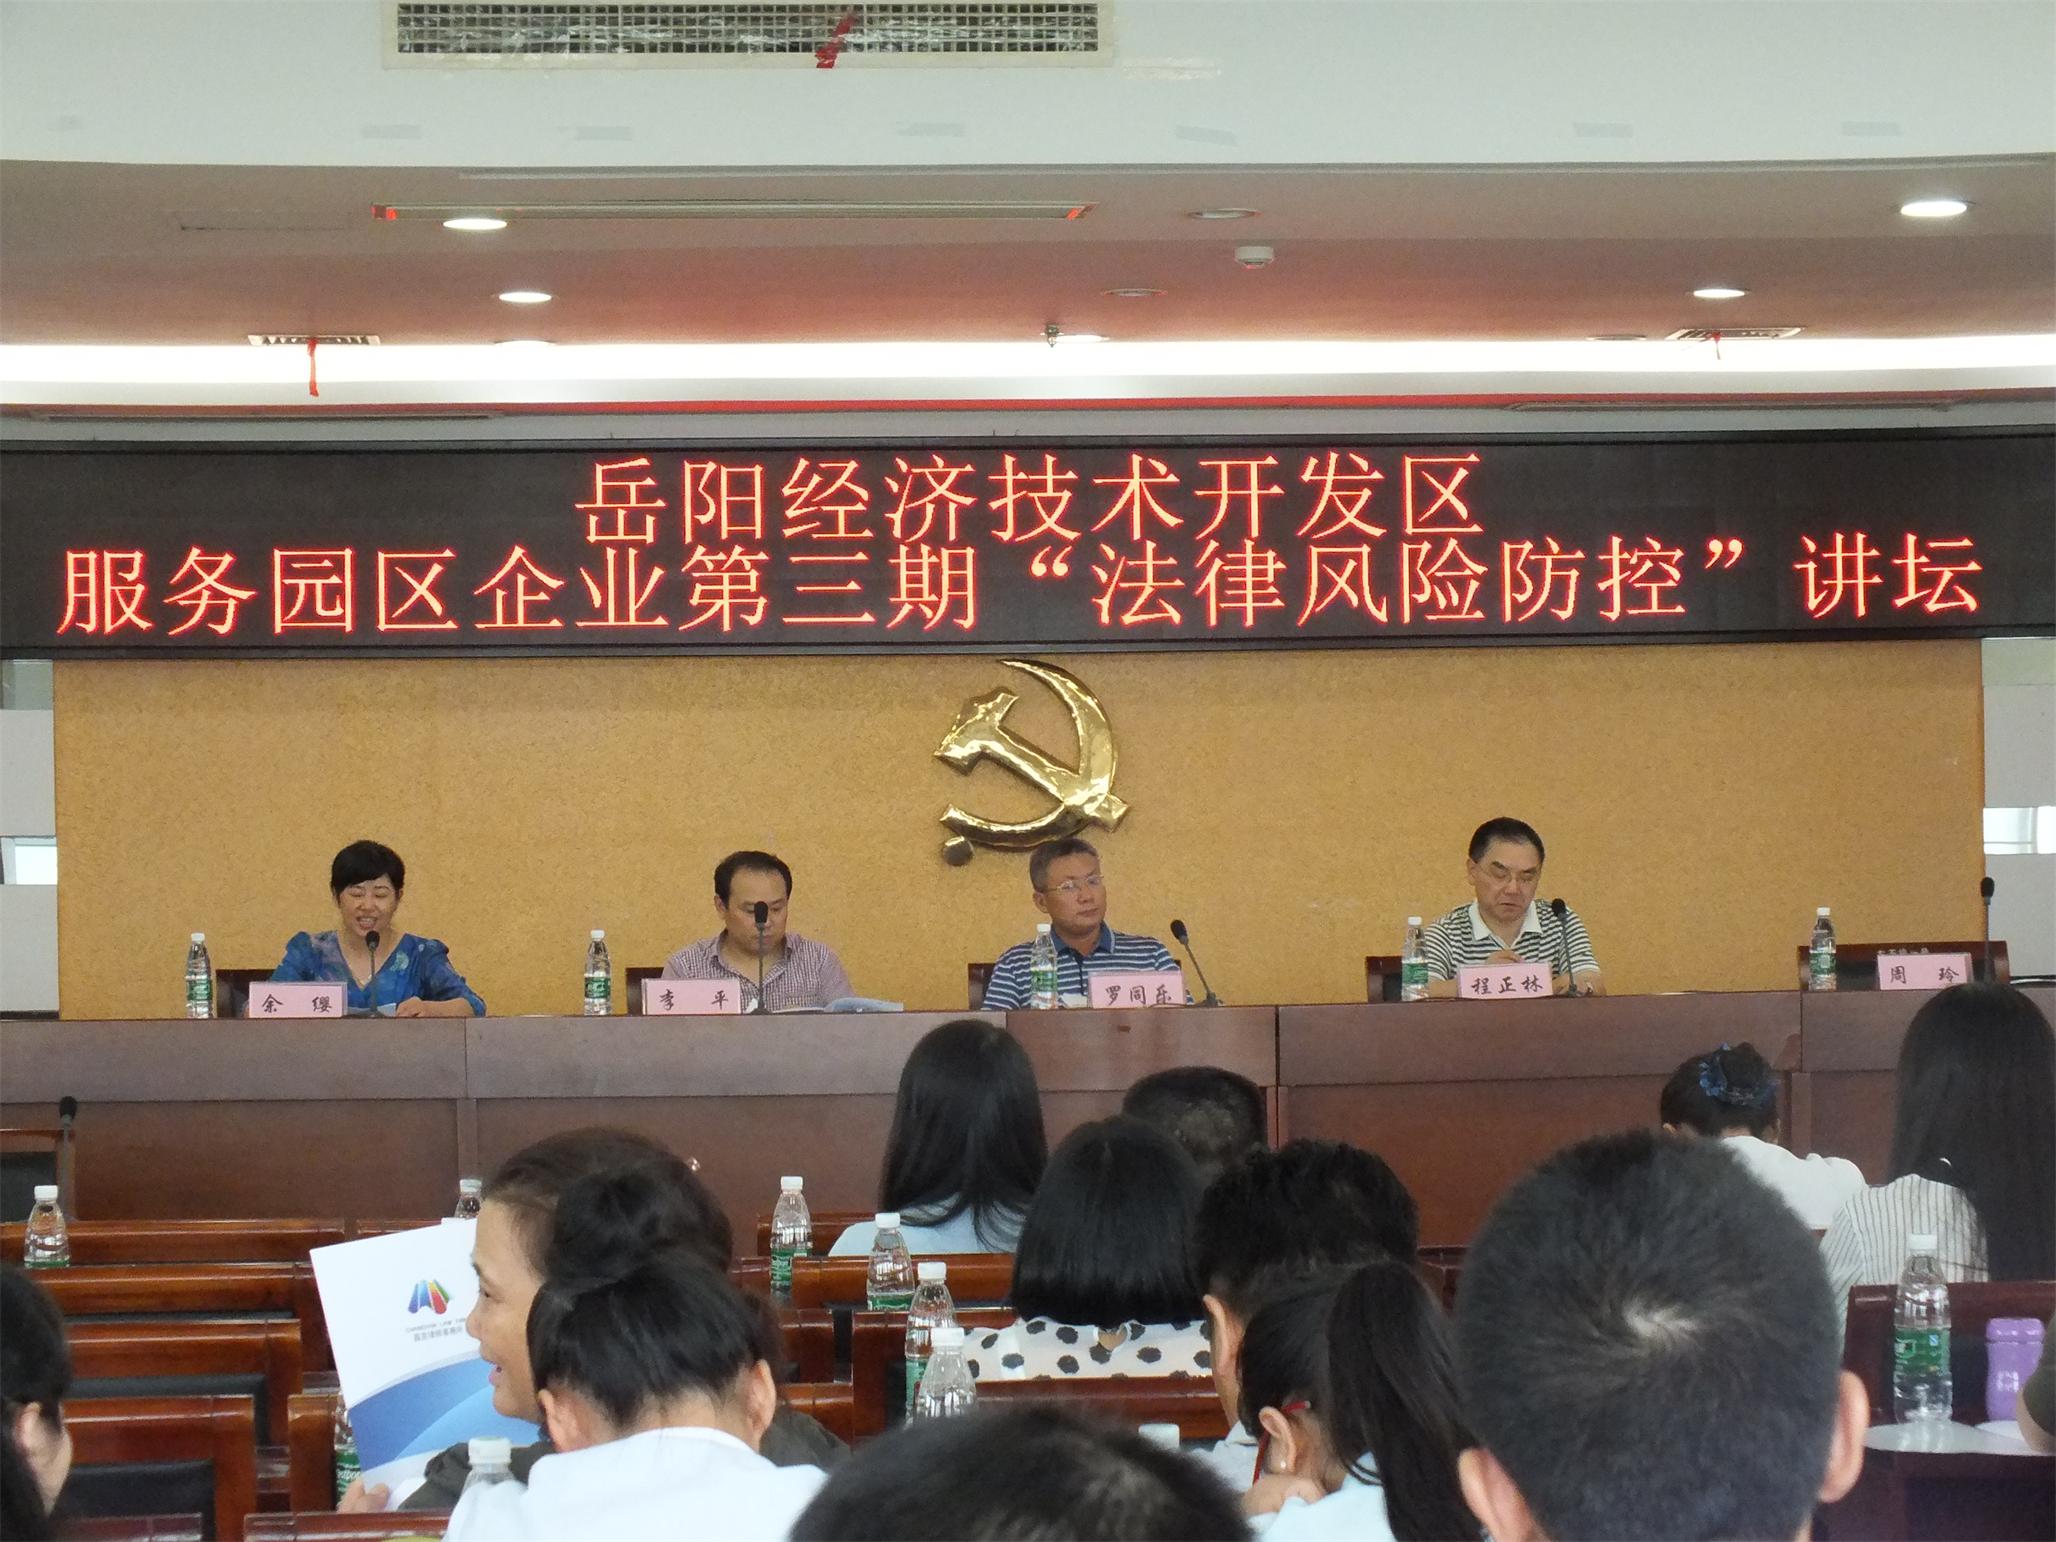 岳阳经济技术开发区
服务园区企业第三期“法律风险防控”讲坛
余 缨
李 平
罗同乐
程正林
周 玲